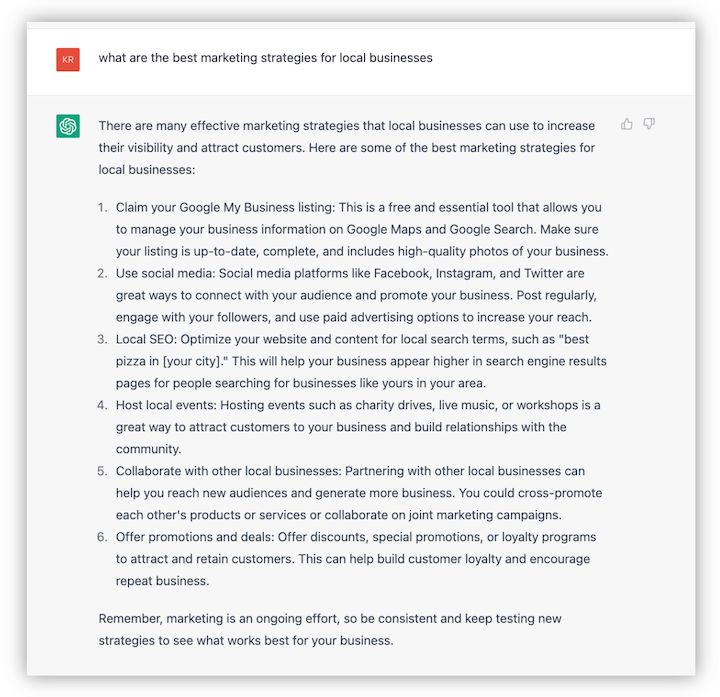 KR
what are the best marketing strategies for local businesses
There are many effective marketing strategies that local businesses can use to increase
their visibility and attract customers. Here are some of the best marketing strategies for
local businesses:
1. Claim your Google My Business listing: This is a free and essential tool that allows you
to manage your business information on Google Maps and Google Search. Make sure
your listing is up-to-date, complete, and includes high-quality photos of your business.
2. Use social media: Social media platforms like Facebook, Instagram, and Twitter are
great ways to connect with your audience and promote your business. Post regularly,
engage with your followers, and use paid advertising options to increase your reach.
3. Local SEO: Optimize your website and content for local search terms, such as "best
pizza in [your city]." This will help your business appear higher in search engine results
pages for people searching for businesses like yours in your area.
4. Host local events: Hosting events such as charity drives, live music, or workshops is a
great way to attract customers to your business and build relationships with the
community.
5. Collaborate with other local businesses: Partnering with other local businesses can
help you reach new audiences and generate more business. You could cross-promote
each other's products or services or collaborate on joint marketing campaigns.
6. Offer promotions and deals: Offer discounts, special promotions, or loyalty programs
to attract and retain customers. This can help build customer loyalty and encourage
repeat business.
Remember, marketing is an ongoing effort, so be consistent and keep testing new
strategies to see what works best for your business.